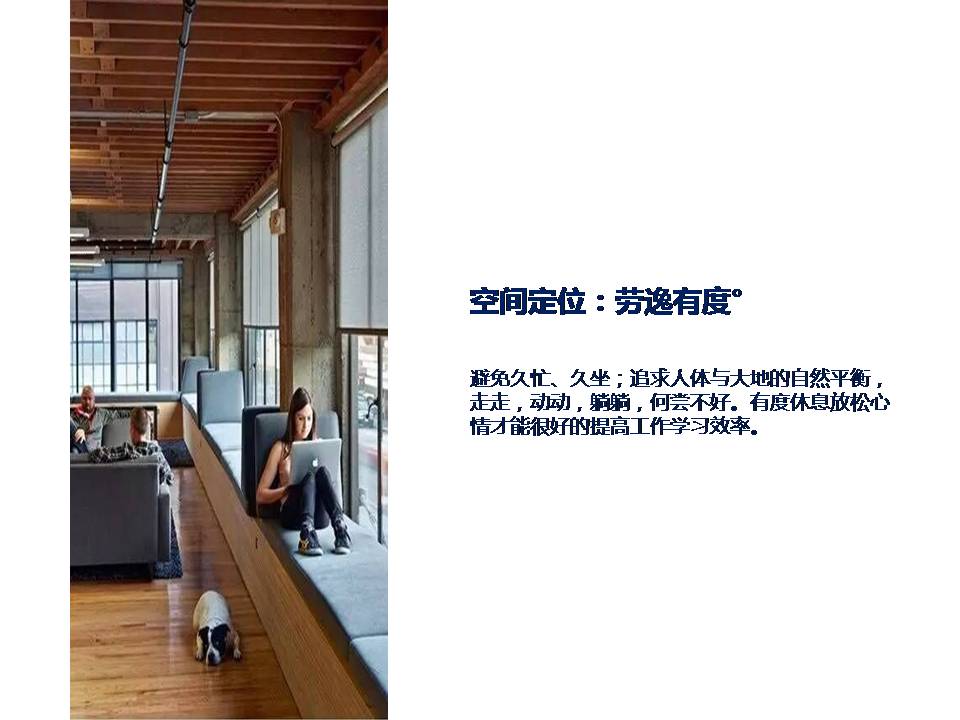 空间定位：劳逸有度°
避免久忙、久坐；追求人体与大地的自然平衡，
走走，动动，躺躺，何尝不好。有度休息放松心
情才能很好的提高工作学习效率。